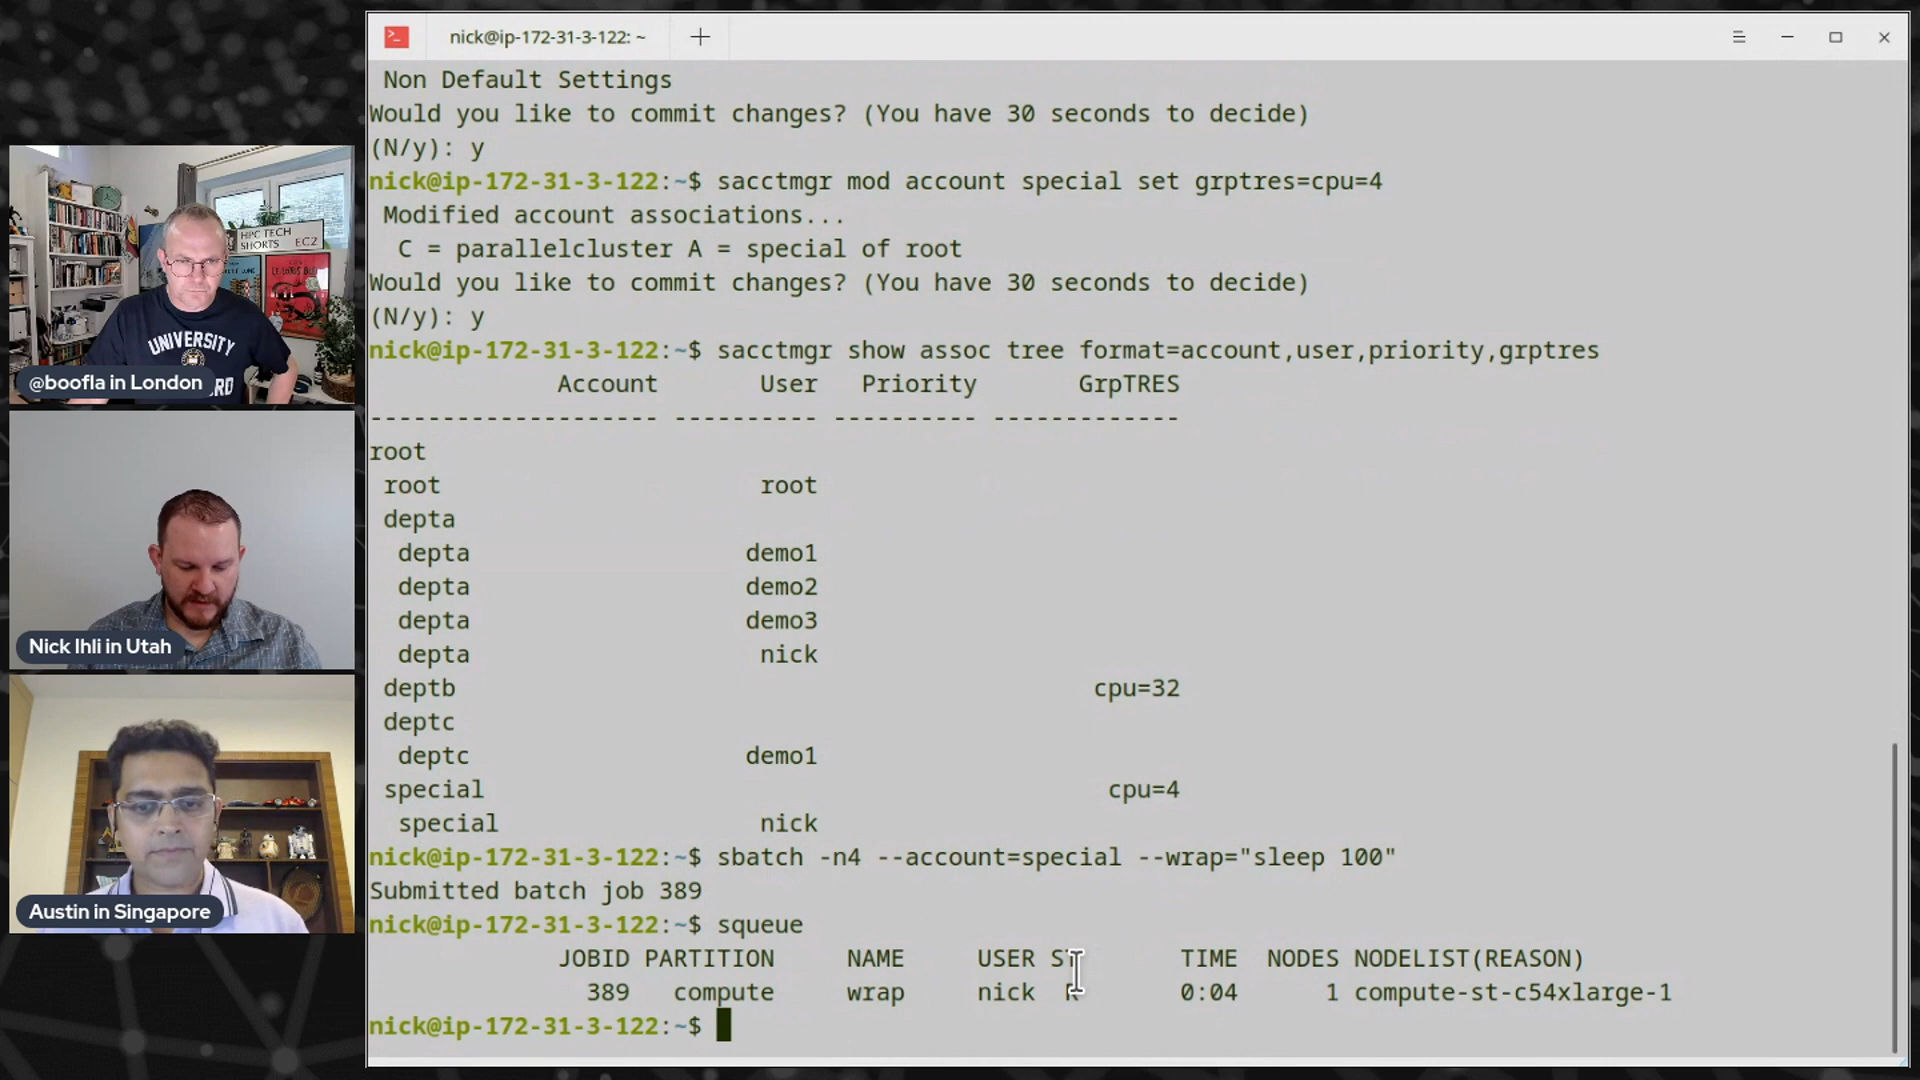 nick@ip-172-31-3-122: ~
Non Default Settings
Would you like to commit changes? (You have 30 seconds to decide)
(N/y): y
nick@ip-172-31-3-122:~$ sacctmgr mod account special set grptres=cpu=4
Modified account associations...
C = parallelcluster A = special of root
Would you like to commit changes? (You have 30 seconds to decide)
(N/y): y
nick@ip-172-31-3-122:~$ sacctmgr show assoc tree format=account,user,priority,grptres
Account User Priority GrpTRES
-------------------- ---------- ---------- -------------
root
root root
depta
depta demo1
depta demo2
depta demo3
depta nick
deptb cpu=32
deptc
deptc demo1
special cpu=4
special nick
nick@ip-172-31-3-122:~$ sbatch -n4 --account=special --wrap="sleep 100"
Submitted batch job 389
nick@ip-172-31-3-122:~$ squeue
JOBID PARTITION NAME USER ST TIME NODES NODELIST(REASON)
389 compute wrap nick R 0:04 1 compute-st-c54xlarge-1
nick@ip-172-31-3-122:~$
HPC TECH
SHORTS EC2
UNIVERSITY
@boofla in London
Nick Ihli in Utah
Austin in Singapore